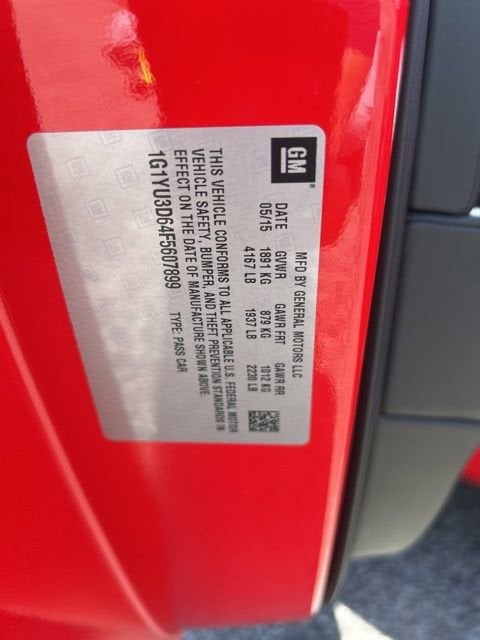 GM
MFD BY GENERAL MOTORS LLC
DATE GVWR GAWR FRT GAWR RR
05/15 1891 KG 879 KG 1012 KG
4167 LB 1937 LB 2230 LB
THIS VEHICLE CONFORMS TO ALL APPLICABLE U.S. FEDERAL MOTOR
VEHICLE SAFETY, BUMPER, AND THEFT PREVENTION STANDARDS IN
EFFECT ON THE DATE OF MANUFACTURE SHOWN ABOVE.
1G1YU3D64F5607899 TYPE: PASS CAR